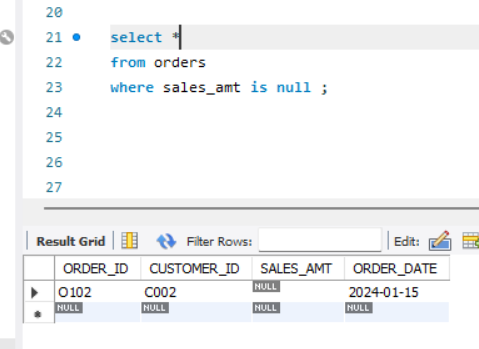 20
21 select *
22 from orders
23 where sales_amt is null ;
24
25
26
27
Result Grid Filter Rows: Edit:
ORDER_ID CUSTOMER_ID SALES_AMT ORDER_DATE
O102 C002 NULL 2024-01-15
NULL NULL NULL NULL